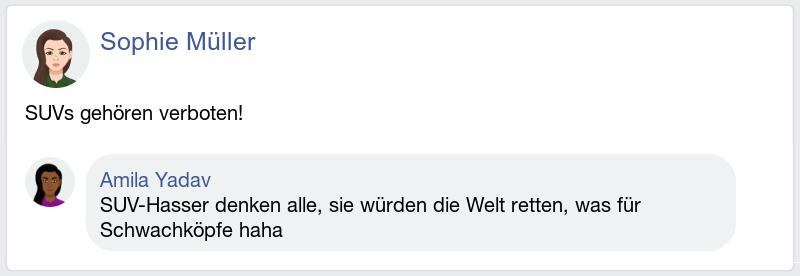 Sophie Müller
SUVs gehören verboten!
Amila Yadav
SUV-Hasser denken alle, sie würden die Welt retten, was für
Schwachköpfe haha